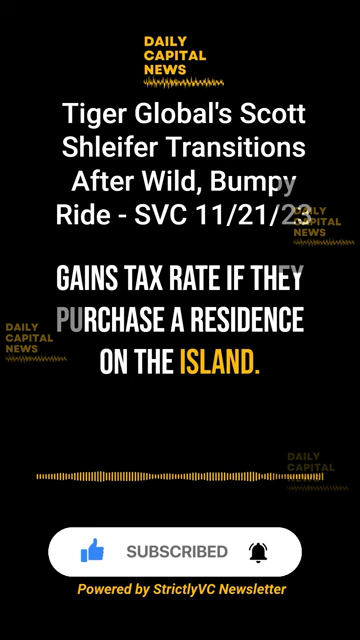 DAILY
CAPITAL
NEWS
Tiger Global's Scott
Shleifer Transitions
After Wild, Bumpy
Ride - SVC 11/21/23
DAILY
CAPITAL
NEWS
GAINS TAX RATE IF THEY
PURCHASE A RESIDENCE
ON THE ISLAND.
DAILY
CAPITAL
NEWS
DAILY
CAPITAL
NEWS
SUBSCRIBED
Powered by StrictlyVC Newsletter